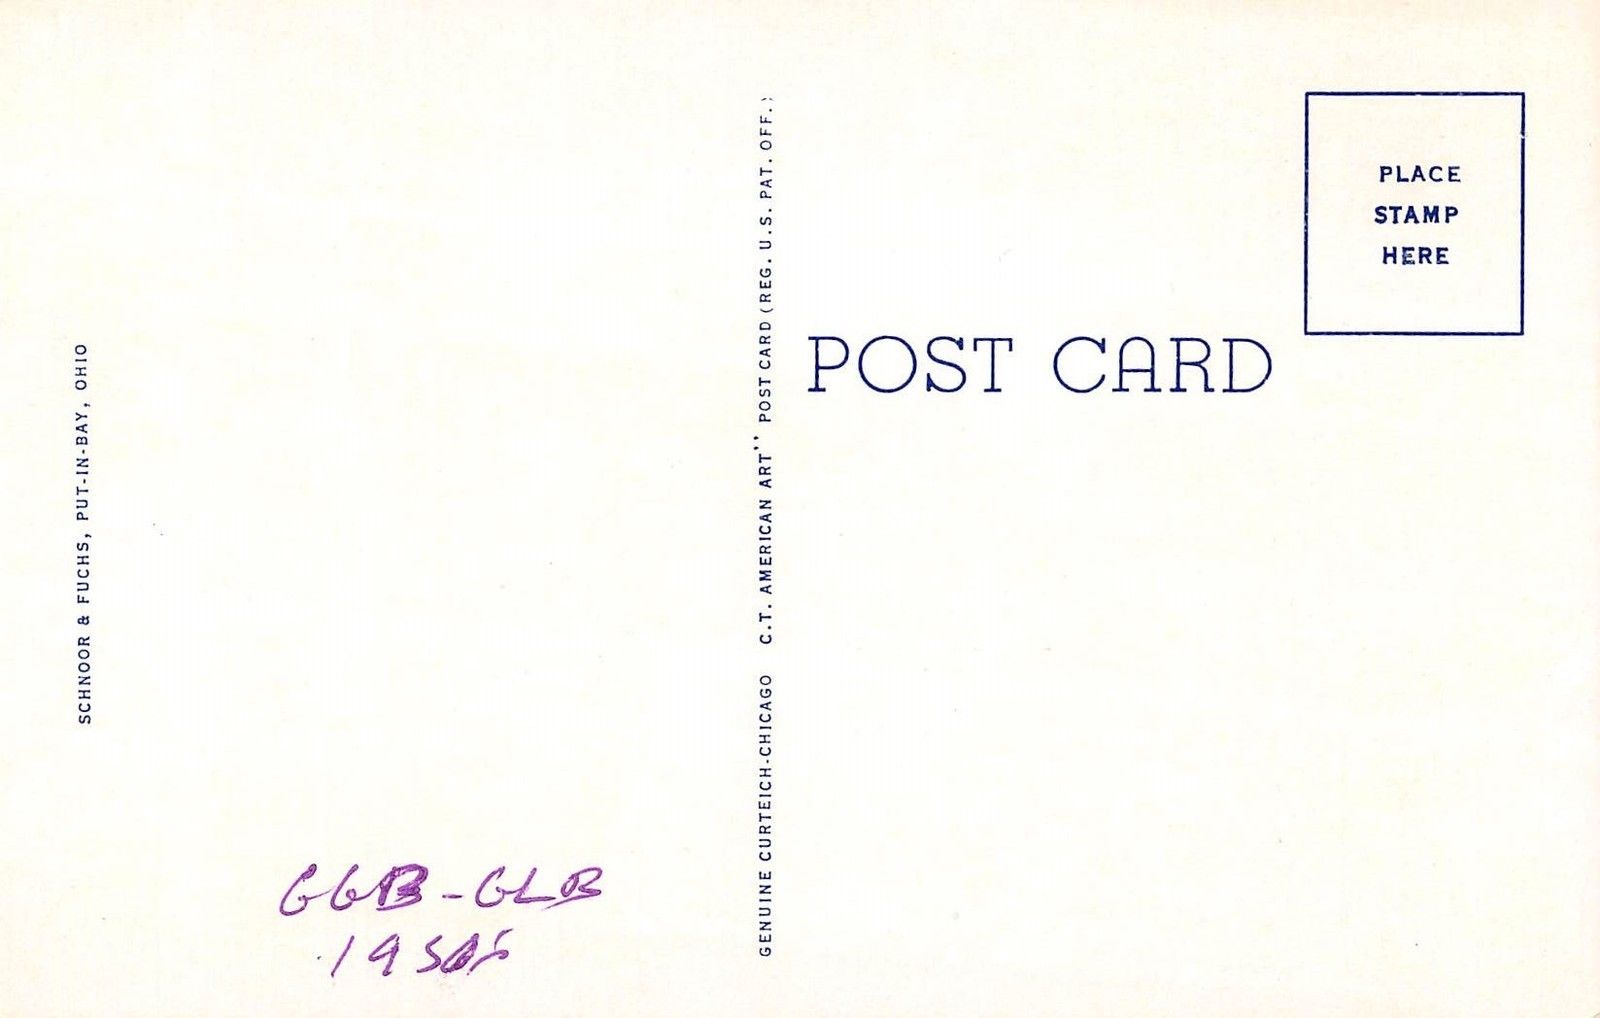 SCHNOOR & FUCHS, PUT-IN-BAY, OHIO
GGB - GLB
GENUINE CURTEICH-CHICAGO C.T. AMERICAN ART'' POST CARD (REG. U.S. PAT. OFF.)
PLACE
STAMP
HERE
POST CARD